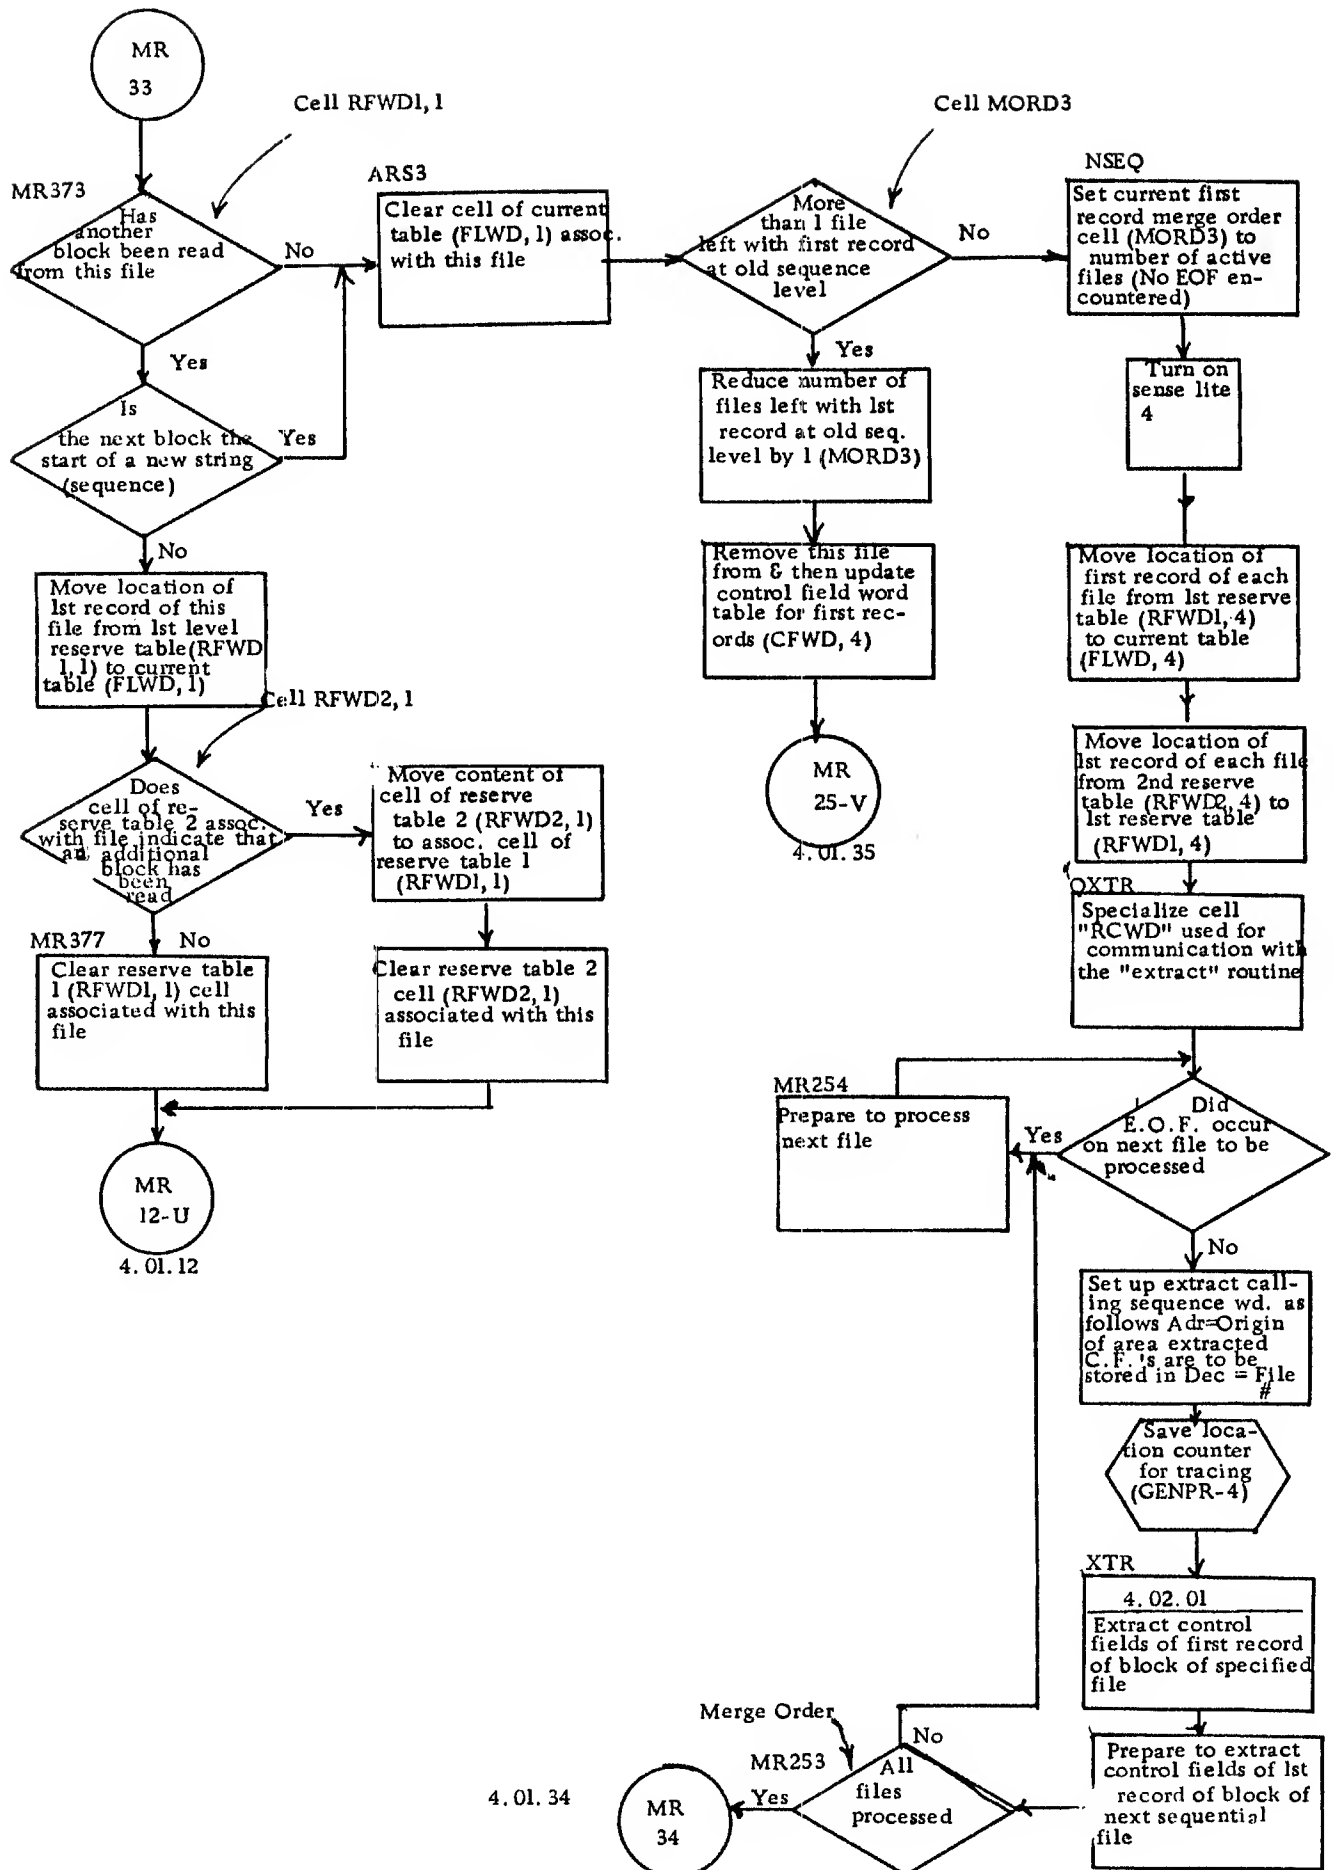 MR
33
Cell RFWD1, 1
MR373
Has
another
block been read
from this file
No
Yes
Is
the next block the
start of a new string
(sequence)
Yes
No
Move location of
1st record of this
file from 1st level
reserve table(RFWD
1, 1) to current
table (FLWD, 1)
Cell RFWD2, 1
Does
cell of re-
serve table 2 assoc.
with file indicate that
an additional
block has
been
read
Yes
Move content of
cell of reserve
table 2 (RFWD2, 1)
to assoc. cell of
reserve table 1
(RFWD1, 1)
MR377
No
Clear reserve table
1 (RFWD1, 1) cell
associated with this
file
Clear reserve table 2
cell (RFWD2, 1)
associated with this
file
MR
12-U
4. 01. 12
ARS3
Clear cell of current
table (FLWD, 1) assoc.
with this file
Cell MORD3
More
than 1 file
left with first record
at old sequence
level
No
Yes
Reduce number of
files left with 1st
record at old seq.
level by 1 (MORD3)
Remove this file
from & then update
control field word
table for first rec-
ords (CFWD, 4)
MR
25-V
4. 01. 35
NSEQ
Set current first
record merge order
cell (MORD3) to
number of active
files (No EOF en-
countered)
Turn on
sense lite
4
Move location of
first record of each
file from 1st reserve
table (RFWD1, 4)
to current table
(FLWD, 4)
Move location of
1st record of each file
from 2nd reserve
table (RFWD2, 4) to
1st reserve table
(RFWD1, 4)
QXTR
Specialize cell
"RCWD" used for
communication with
the "extract" routine
MR254
Prepare to process
next file
Yes
Did
E.O.F. occur
on next file to be
processed
No
Set up extract call-
ing sequence wd. as
follows Adr=Origin
of area extracted
C.F.'s are to be
stored in Dec = File
#
Save loca-
tion counter
for tracing
(GENPR-4)
XTR
4. 02. 01
Extract control
fields of first record
of block of specified
file
Prepare to extract
control fields of 1st
record of block of
next sequential
file
Merge Order
No
MR253
All
files
processed
Yes
4. 01. 34
MR
34